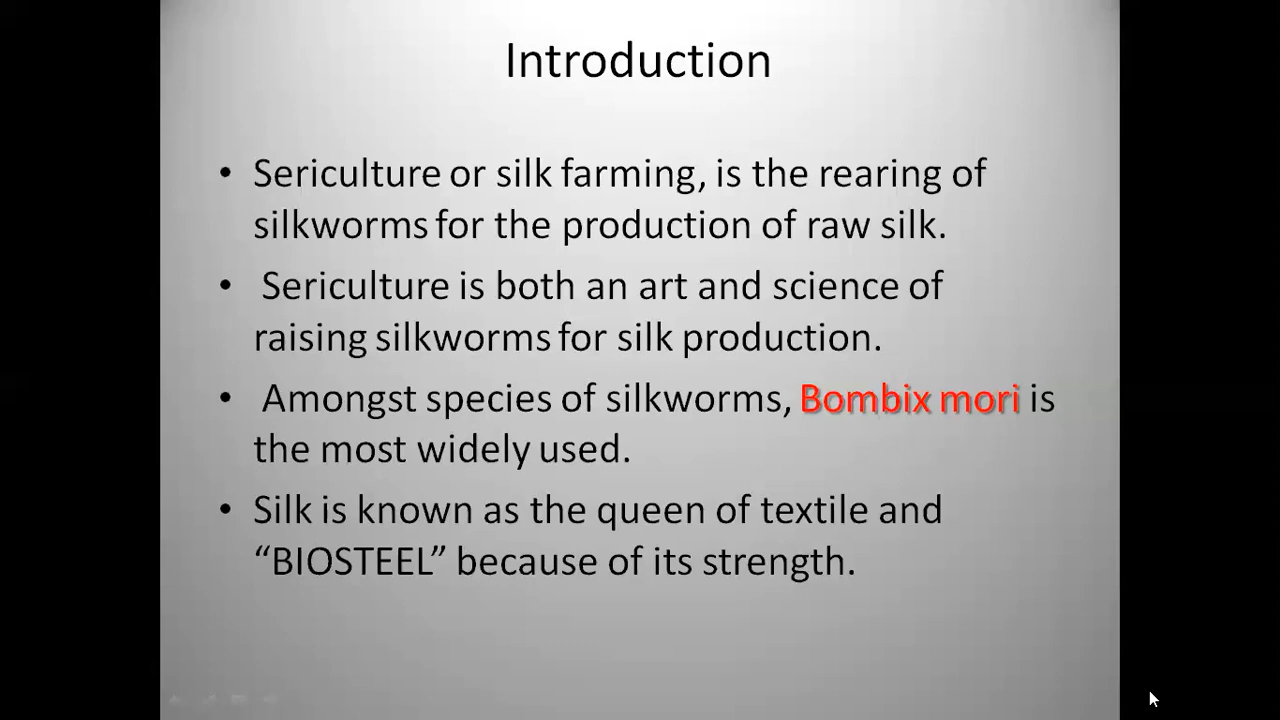 Introduction
• Sericulture or silk farming, is the rearing of
silkworms for the production of raw silk.
• Sericulture is both an art and science of
raising silkworms for silk production.
• Amongst species of silkworms, Bombix mori is
the most widely used.
• Silk is known as the queen of textile and
“BIOSTEEL” because of its strength.